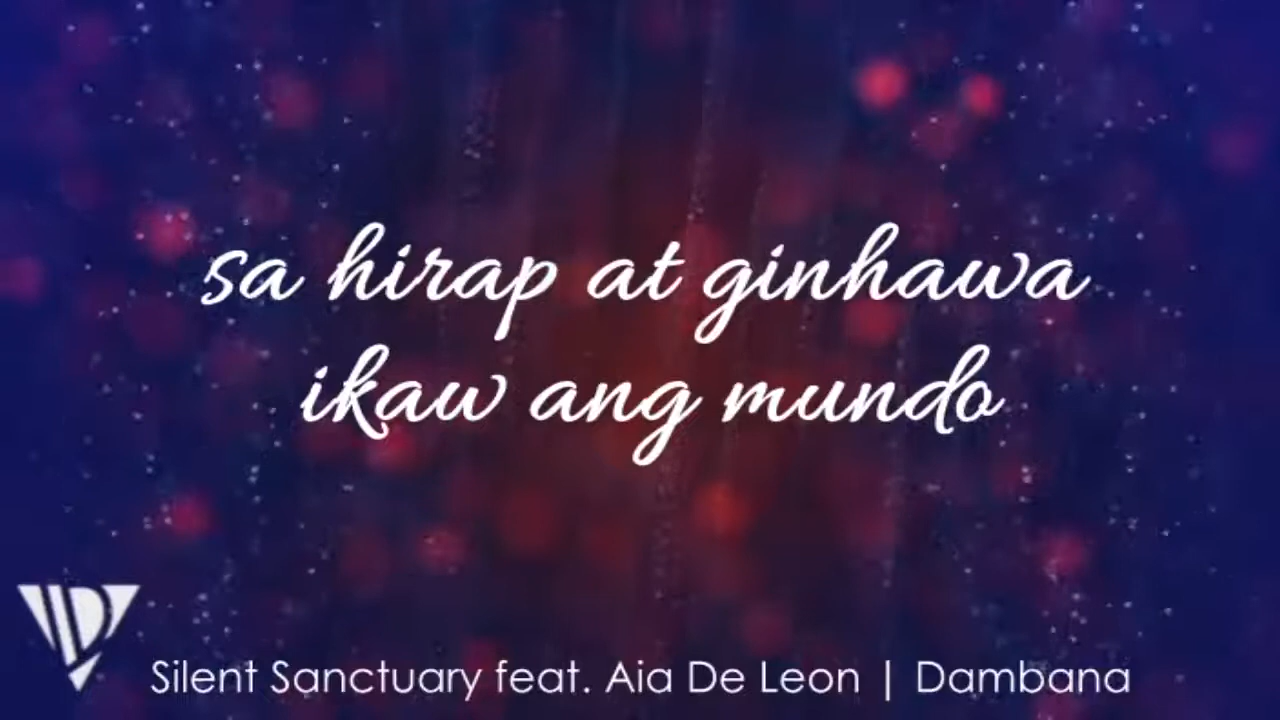 sa hirap at ginhawa
ikaw ang mundo
Silent Sanctuary feat. Aia De Leon | Dambana